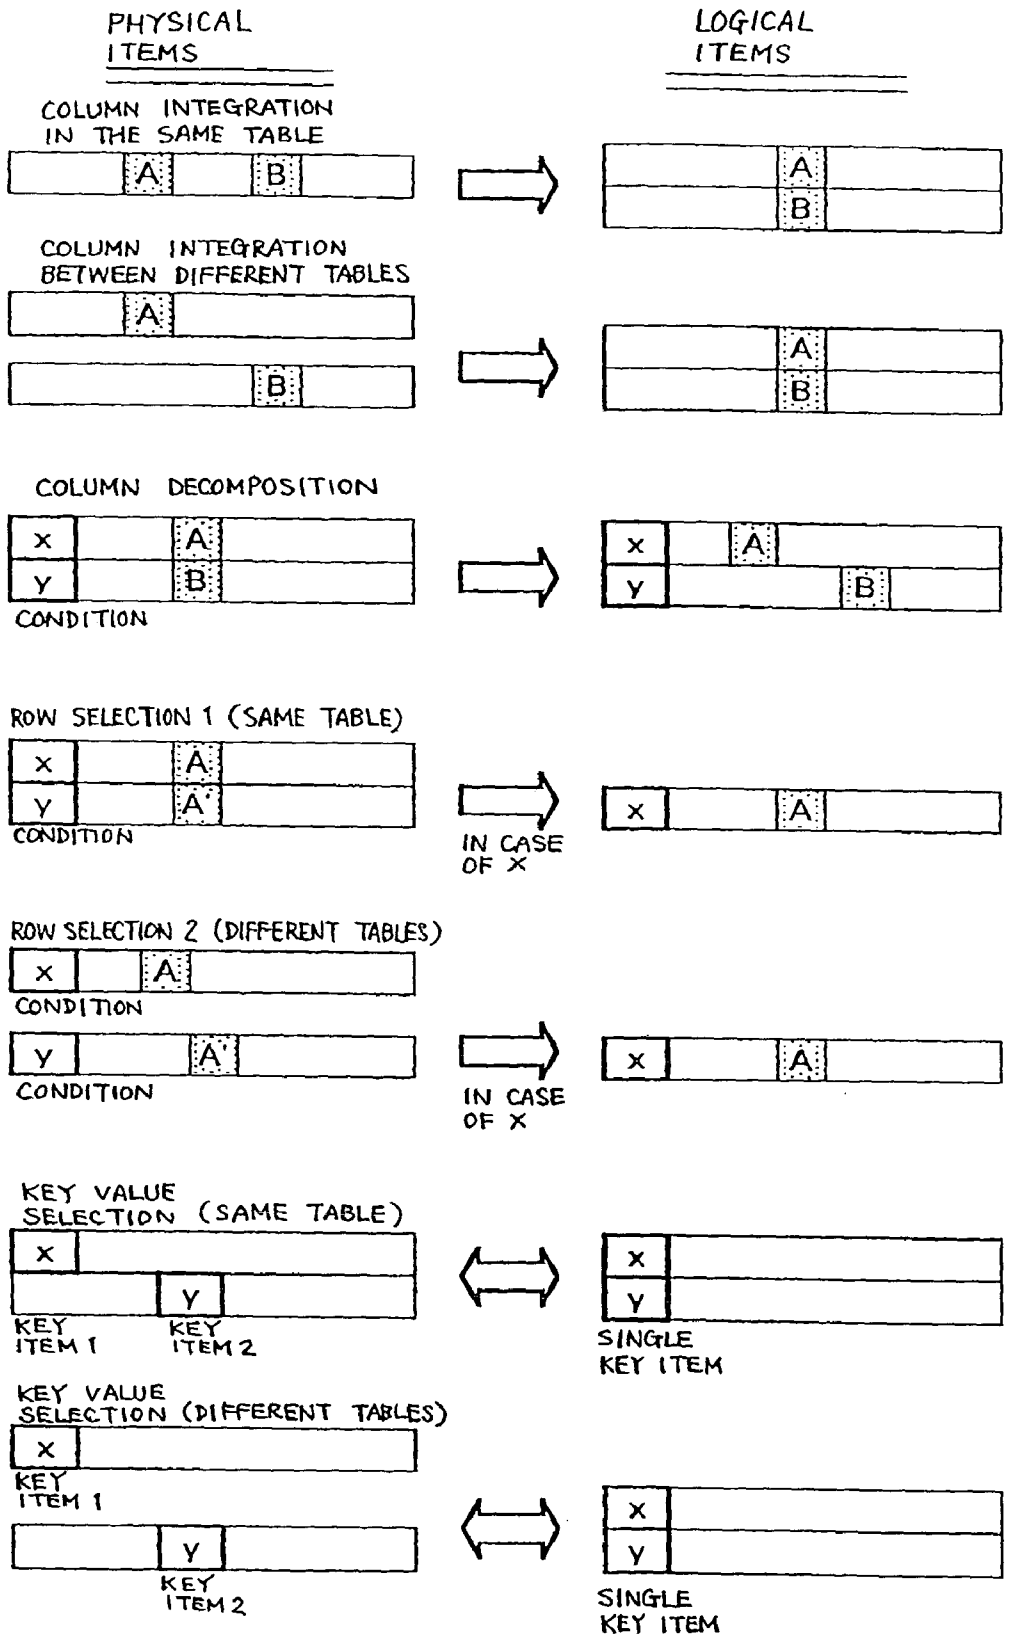 PHYSICAL
ITEMS
LOGICAL
ITEMS
COLUMN INTEGRATION
IN THE SAME TABLE
A B
A
B
COLUMN INTEGRATION
BETWEEN DIFFERENT TABLES
A
B
A
B
COLUMN DECOMPOSITION
x A
y B
CONDITION
x A
y B
ROW SELECTION 1 (SAME TABLE)
x A
y A'
CONDITION
IN CASE
OF X
x A
ROW SELECTION 2 (DIFFERENT TABLES)
x A
CONDITION
y A'
CONDITION
IN CASE
OF X
x A
KEY VALUE
SELECTION (SAME TABLE)
x
y
KEY
ITEM 1
KEY
ITEM 2
x
y
SINGLE
KEY ITEM
KEY VALUE
SELECTION (DIFFERENT TABLES)
x
KEY
ITEM 1
y
KEY
ITEM 2
x
y
SINGLE
KEY ITEM